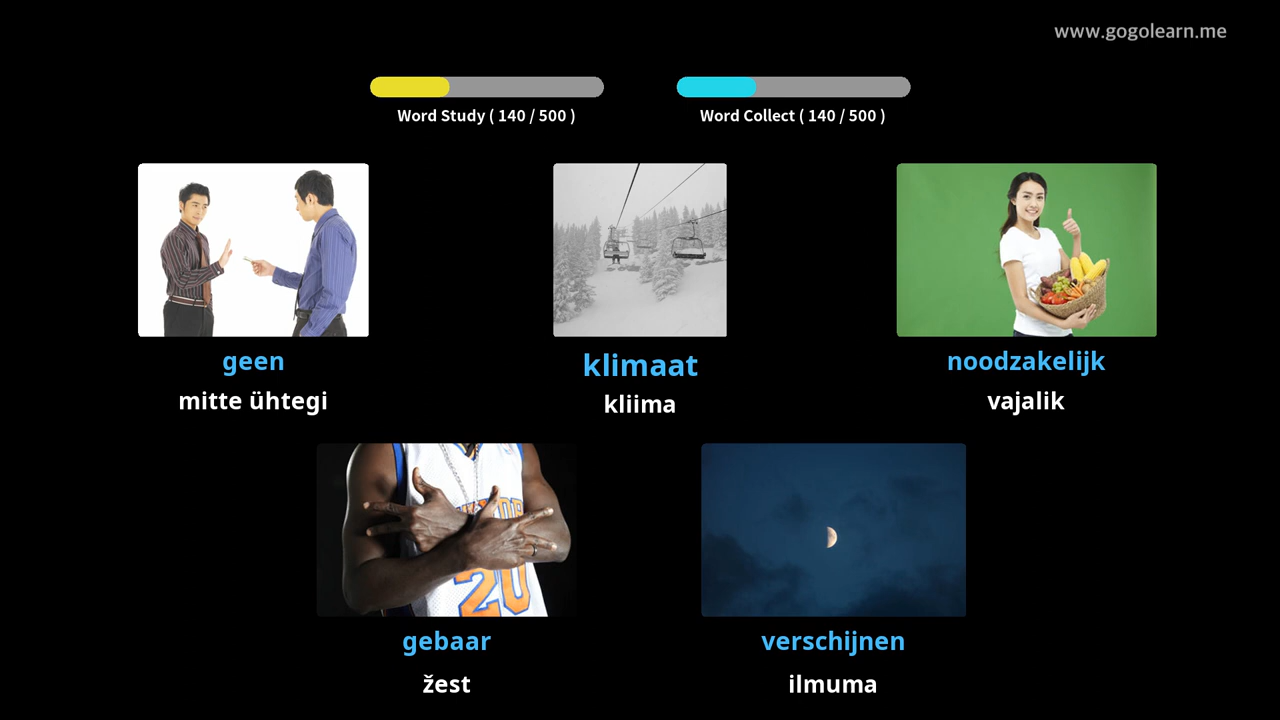 www.gogolearn.me
Word Study ( 140 / 500 )
Word Collect ( 140 / 500 )
geen
mitte ühtegi
klimaat
kliima
noodzakelijk
vajalik
20
gebaar
žest
verschijnen
ilmuma